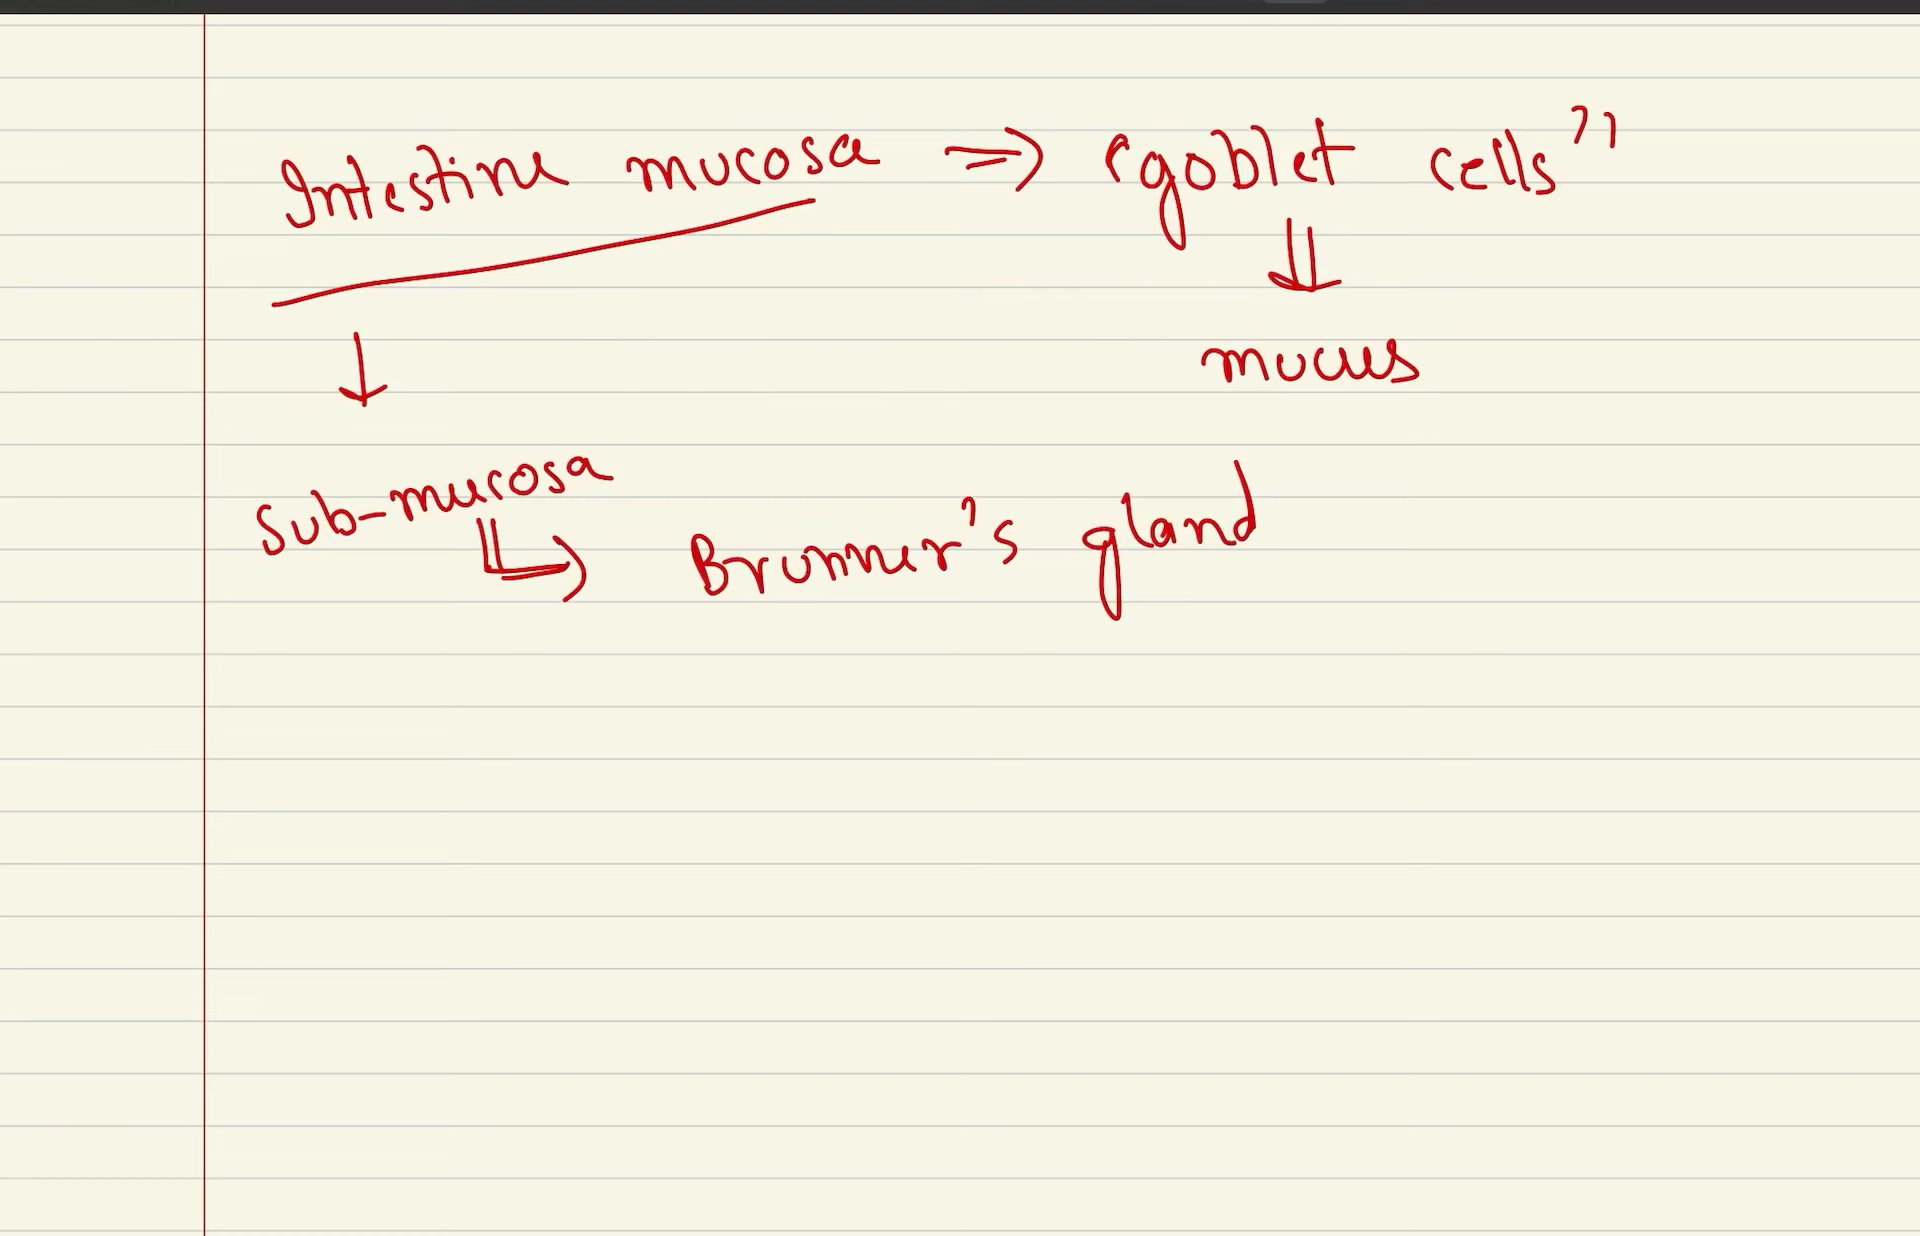 Intestine mucosa => "goblet cells"
mucus
Sub-mucosa
Brunner's gland